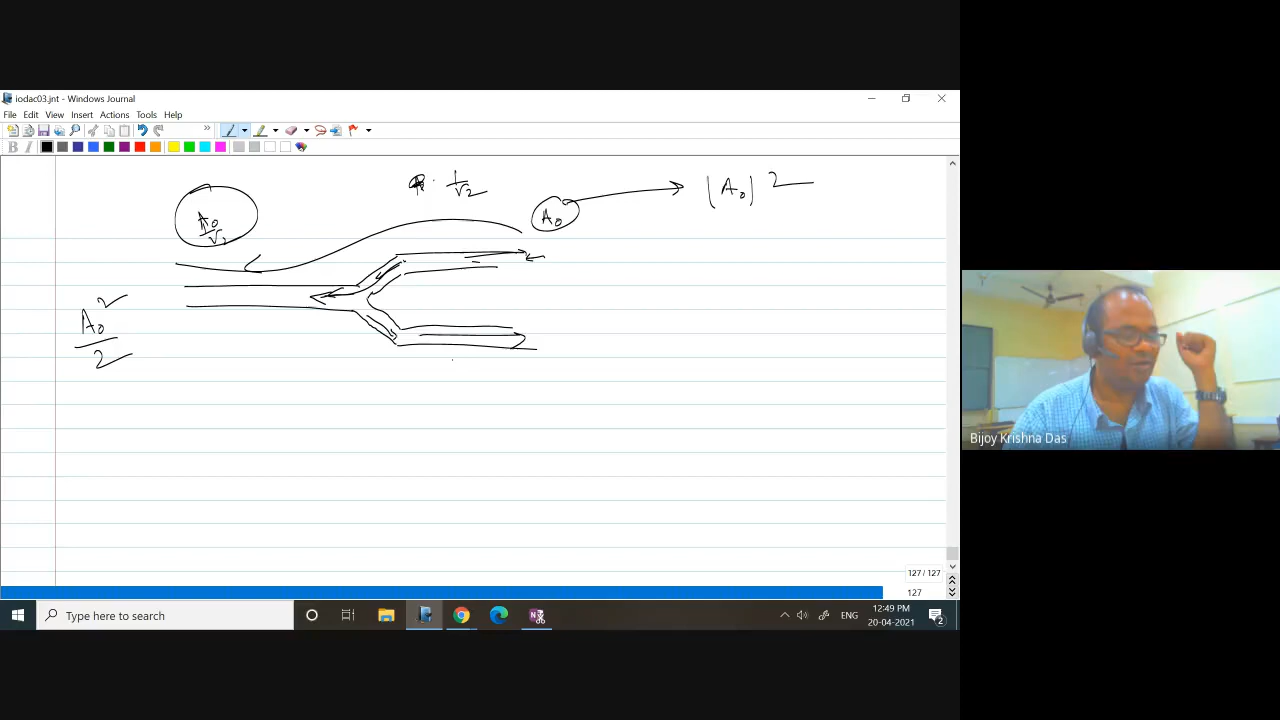 iodac03.jnt - Windows Journal
File Edit View Insert Actions Tools Help
B I
1/√2
|A₀|²
A₀/√2
A₀
A₀²/2
Bijoy Krishna Das
127 / 127
127
Type here to search
ENG
12:49 PM
20-04-2021
2